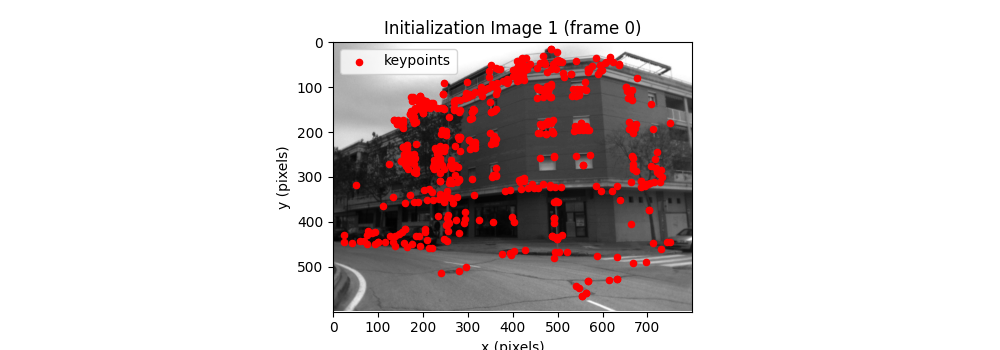 Initialization Image 1 (frame 0)
keypoints
0
100
200
300
400
500
y (pixels)
0 100 200 300 400 500 600 700
x (pixels)